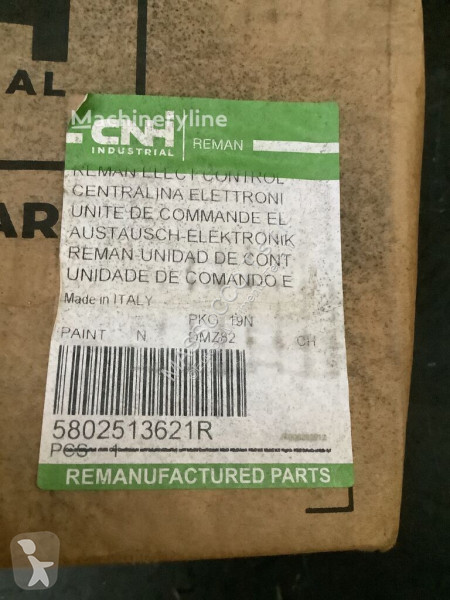 AL
Machineryline
CNH
INDUSTRIAL
REMAN
REMAN ELECT CONTROL
CENTRALINA ELETTRONI
UNITE DE COMMANDE EL
AUSTAUSCH-ELEKTRONIK
REMAN-UNIDAD DE CONT
UNIDADE DE COMANDO E
Made in ITALY
PKG 19N
PAINT N DMZ82 CH
AR
5802513621R
PCS 1
REMANUFACTURED PARTS